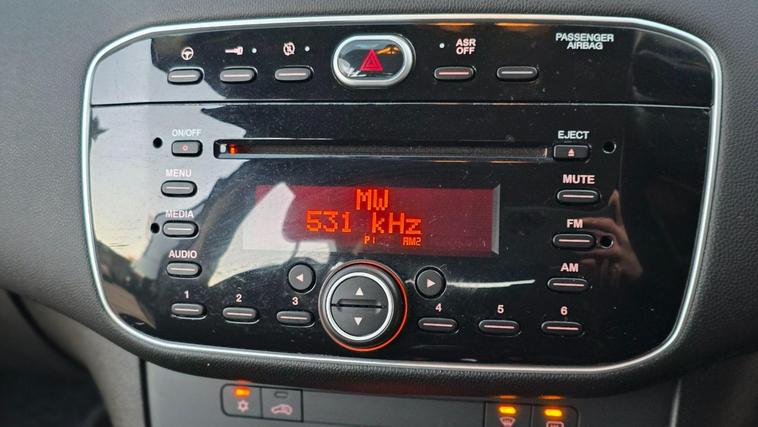 ASR
OFF
PASSENGER
AIRBAG
ON/OFF
EJECT
MENU
MUTE
MW
MEDIA
531 kHz
FM
P1 AM2
AUDIO
AM
1 2 3 4 5 6